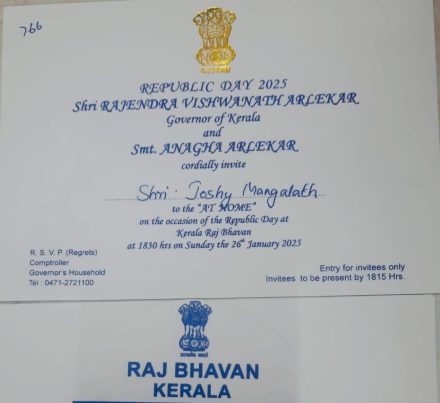 766
REPUBLIC DAY 2025
Shri RAJENDRA VISHWANATH ARLEKAR
Governor of Kerala
and
Smt. ANAGHA ARLEKAR
cordially invite
Shri. Joshy Mangalath
to the "AT HOME"
on the occasion of the Republic Day at
Kerala Raj Bhavan
at 1830 hrs on Sunday the 26th January 2025
R. S. V. P. (Regrets)
Comptroller
Governor's Household
Tel : 0471-2721100
Entry for invitees only
Invitees to be present by 1815 Hrs.
सत्यमेव जयते
RAJ BHAVAN
KERALA